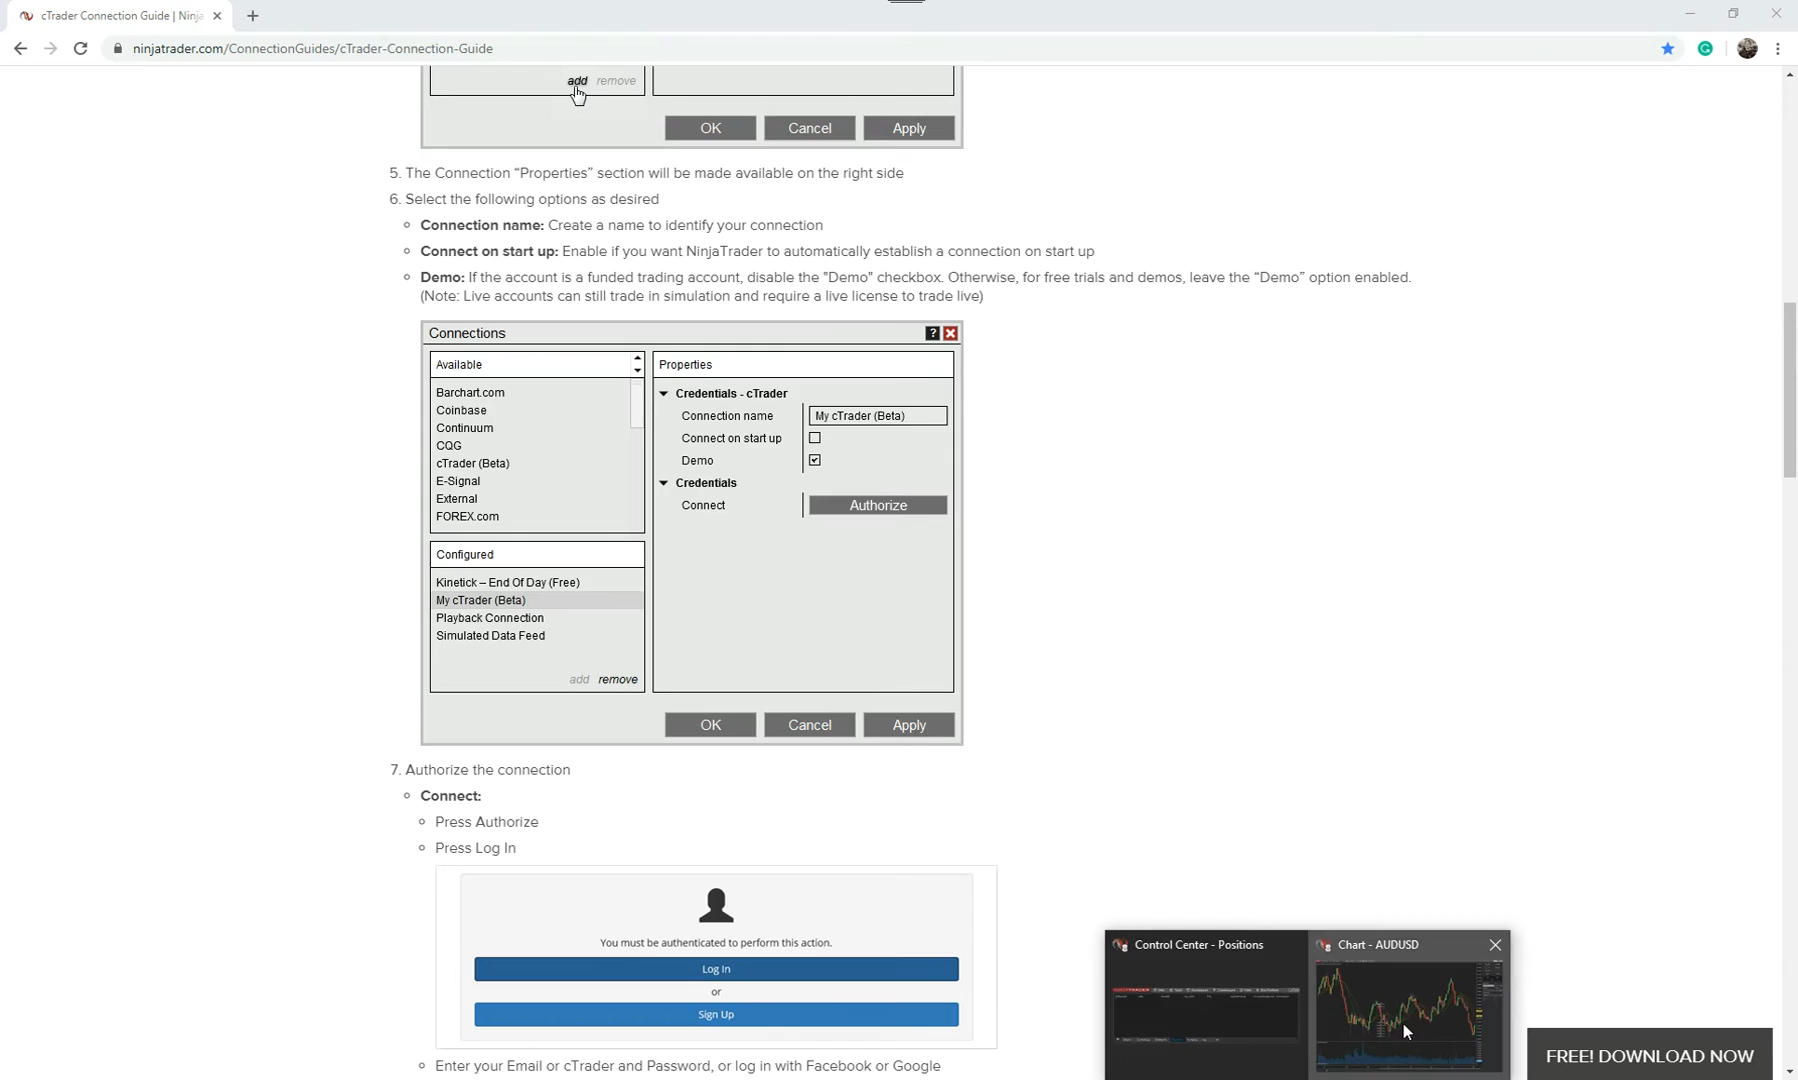 cTrader Connection Guide | Ninj
ninjatrader.com/ConnectionGuides/cTrader-Connection-Guide
add remove
OK Cancel Apply
5. The Connection “Properties” section will be made available on the right side
6. Select the following options as desired
Connection name: Create a name to identify your connection
Connect on start up: Enable if you want NinjaTrader to automatically establish a connection on start up
Demo: If the account is a funded trading account, disable the "Demo" checkbox. Otherwise, for free trials and demos, leave the “Demo” option enabled.
(Note: Live accounts can still trade in simulation and require a live license to trade live)
Connections
?
Available
Barchart.com
Coinbase
Continuum
CQG
cTrader (Beta)
E-Signal
External
FOREX.com
Configured
Kinetick – End Of Day (Free)
My cTrader (Beta)
Playback Connection
Simulated Data Feed
add remove
Properties
Credentials - cTrader
Connection name My cTrader (Beta)
Connect on start up
Demo
Credentials
Connect Authorize
OK Cancel Apply
7. Authorize the connection
Connect:
Press Authorize
Press Log In
You must be authenticated to perform this action.
Log In
or
Sign Up
Enter your Email or cTrader and Password, or log in with Facebook or Google
Control Center - Positions
Chart - AUDUSD
FREE! DOWNLOAD NOW